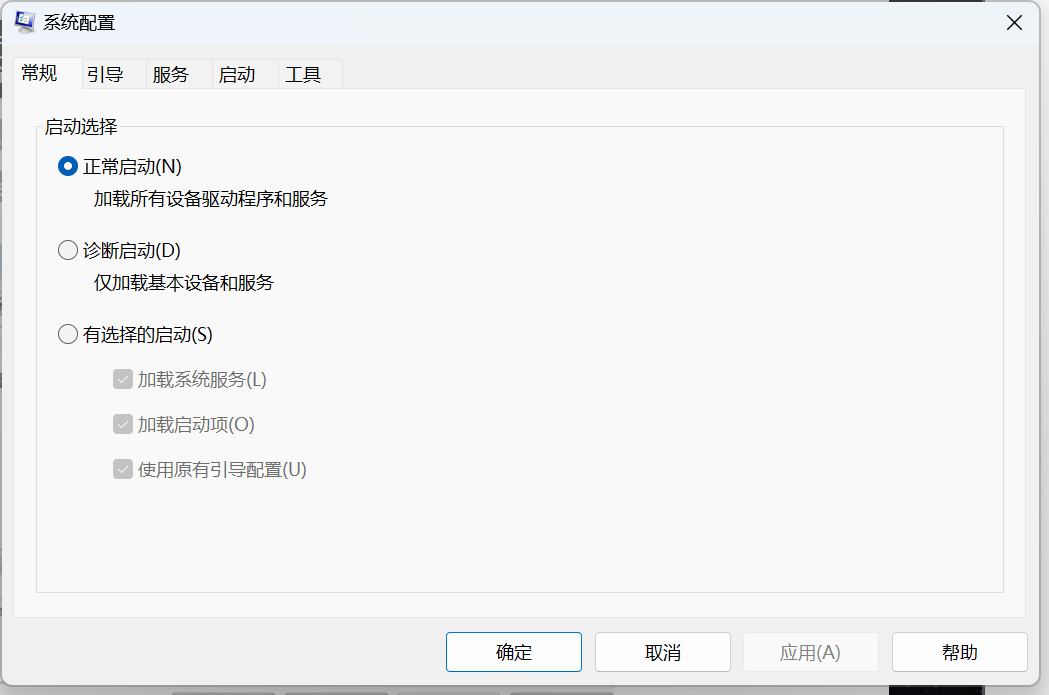 系统配置
常规 引导 服务 启动 工具
启动选择
正常启动(N)
加载所有设备驱动程序和服务
诊断启动(D)
仅加载基本设备和服务
有选择的启动(S)
加载系统服务(L)
加载启动项(O)
使用原有引导配置(U)
确定 取消 应用(A) 帮助